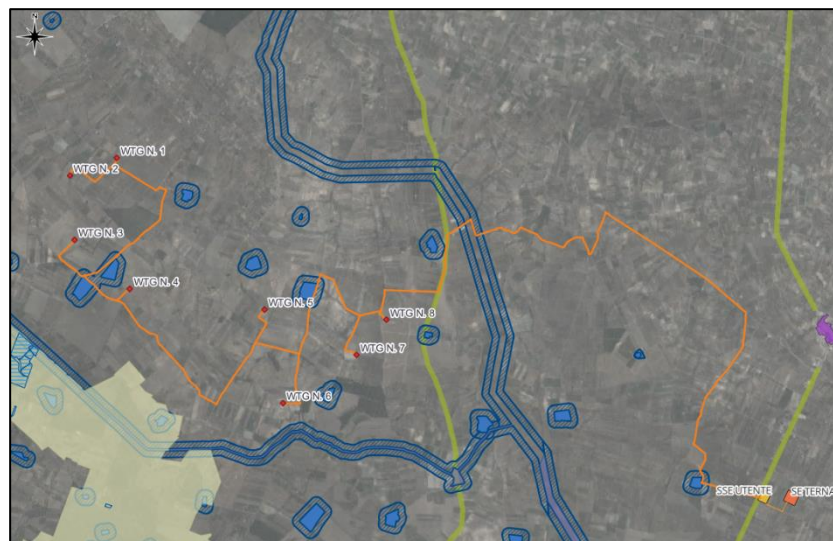 N
WTG N. 1
WTG N. 2
WTG N. 3
WTG N. 4
WTG N. 5
WTG N. 8
WTG N. 7
WTG N. 6
SSE UTENTE
SE TERNA